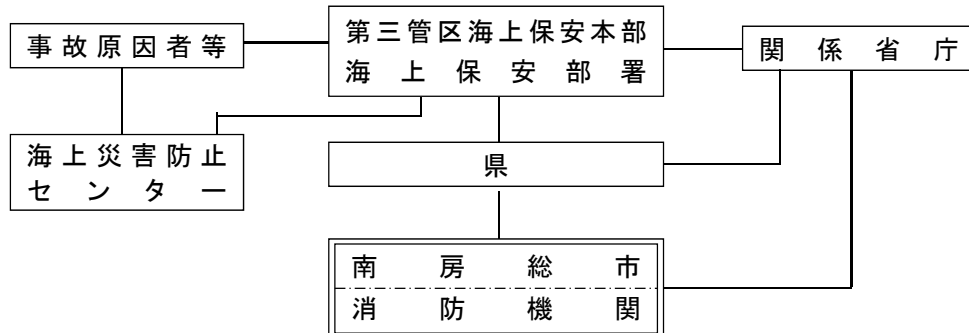 事故原因者等
第三管区海上保安本部
海上保安部署
関係省庁
海上災害防止
センター
県
南房総市
消防機関